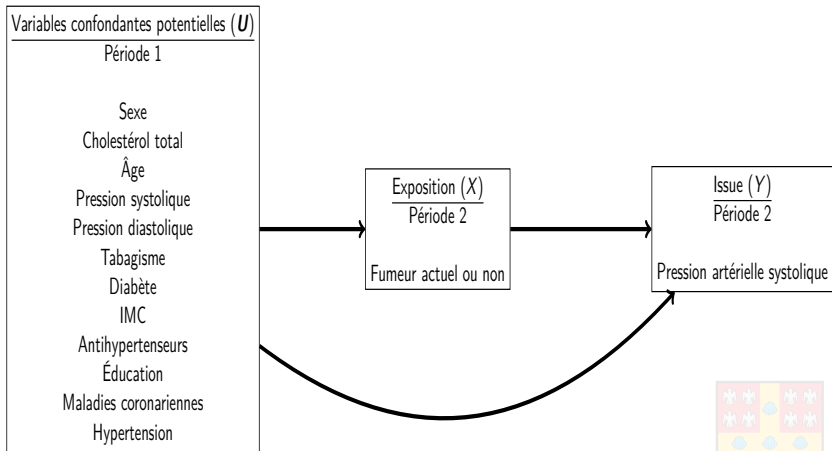 Variables confondantes potentielles (U)
Période 1
Sexe
Cholestérol total
Âge
Pression systolique
Pression diastolique
Tabagisme
Diabète
IMC
Antihypertenseurs
Éducation
Maladies coronariennes
Hypertension
Exposition (X)
Période 2
Fumeur actuel ou non
Issue (Y)
Période 2
Pression artérielle systolique